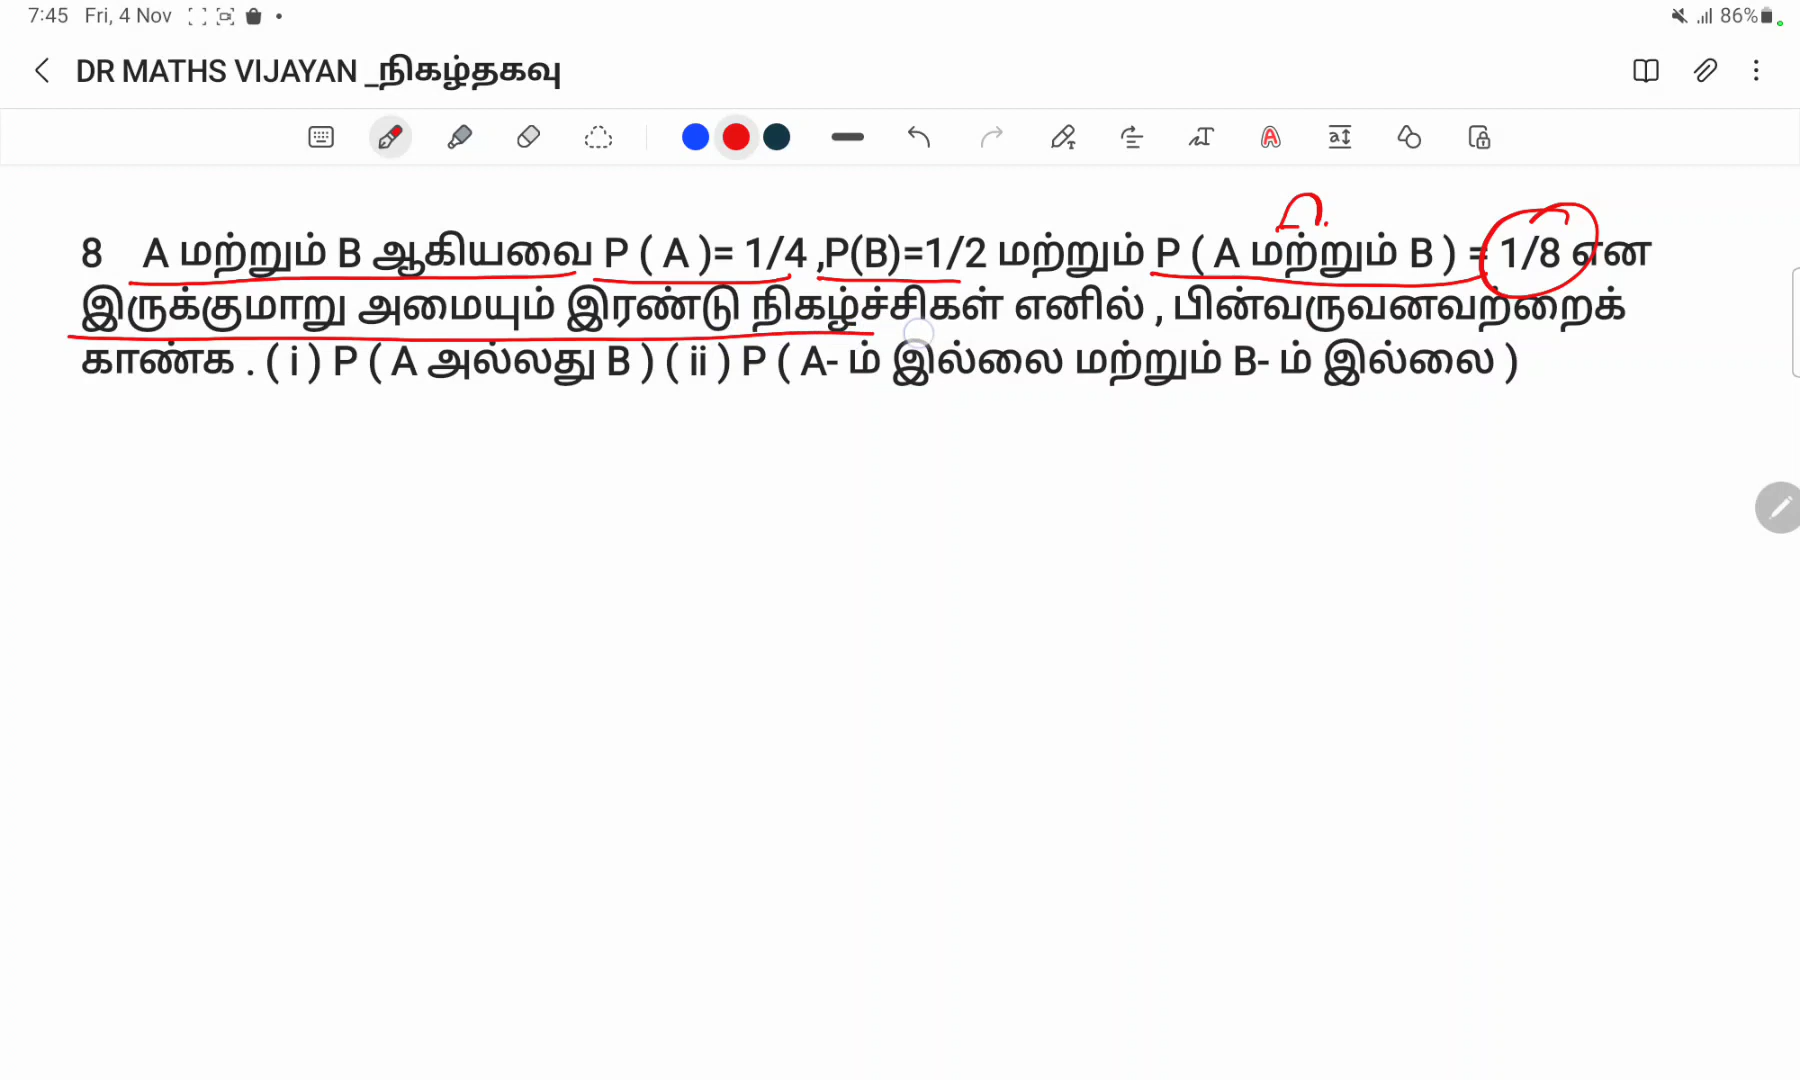 7:45 Fri, 4 Nov 86%
DR MATHS VIJAYAN _நிகழ்தகவு
8 A மற்றும் B ஆகியவை P ( A )= 1/4 ,P(B)=1/2 மற்றும் P ( A மற்றும் B ) = 1/8 என
இருக்குமாறு அமையும் இரண்டு நிகழ்ச்சிகள் எனில் , பின்வருவனவற்றைக்
காண்க . ( i ) P ( A அல்லது B ) ( ii ) P ( A- ம் இல்லை மற்றும் B- ம் இல்லை )